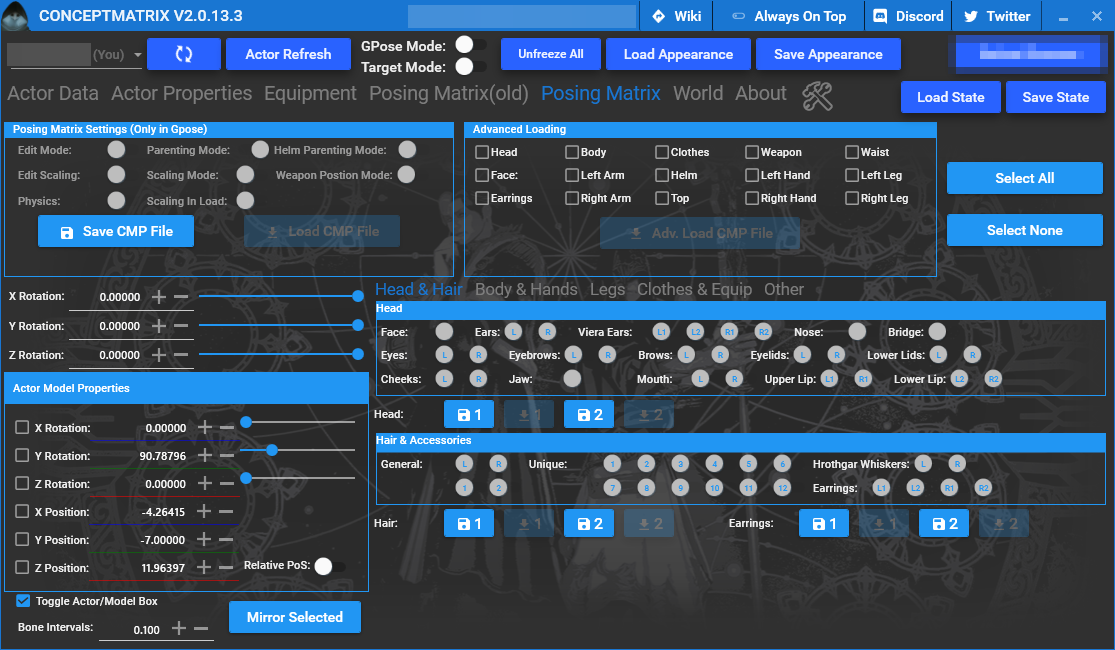 CONCEPTMATRIX V2.0.13.3
Wiki
Always On Top
Discord
Twitter
(You)
Actor Refresh
GPose Mode:
Target Mode:
Unfreeze All
Load Appearance
Save Appearance
Actor Data Actor Properties Equipment Posing Matrix(old) Posing Matrix World About
Load State
Save State
Posing Matrix Settings (Only in Gpose)
Edit Mode: Parenting Mode: Helm Parenting Mode:
Edit Scaling: Scaling Mode: Weapon Postion Mode:
Physics: Scaling In Load:
Save CMP File
Load CMP File
Advanced Loading
Head Body Clothes Weapon Waist
Face: Left Arm Helm Left Hand Left Leg
Earrings Right Arm Top Right Hand Right Leg
Adv. Load CMP File
Select All
Select None
X Rotation: 0.00000
Y Rotation: 0.00000
Z Rotation: 0.00000
Actor Model Properties
X Rotation: 0.00000
Y Rotation: 90.78796
Z Rotation: 0.00000
X Position: -4.26415
Y Position: -7.00000
Z Position: 11.96397
Relative PoS:
Toggle Actor/Model Box
Bone Intervals: 0.100
Mirror Selected
Head & Hair Body & Hands Legs Clothes & Equip Other
Head
Face: Ears: L R Viera Ears: L1 L2 R1 R2 Nose: Bridge:
Eyes: L R Eyebrows: L R Brows: L R Eyelids: L R Lower Lids: L R
Cheeks: L R Jaw: Mouth: L R Upper Lip: L1 R1 Lower Lip: L2 R2
Head: 1 1 2 2
Hair & Accessories
General: L R Unique: 1 2 3 4 5 6 Hrothgar Whiskers: L R
1 2 7 8 9 10 11 12 Earrings: L1 L2 R1 R2
Hair: 1 1 2 2 Earrings: 1 1 2 2